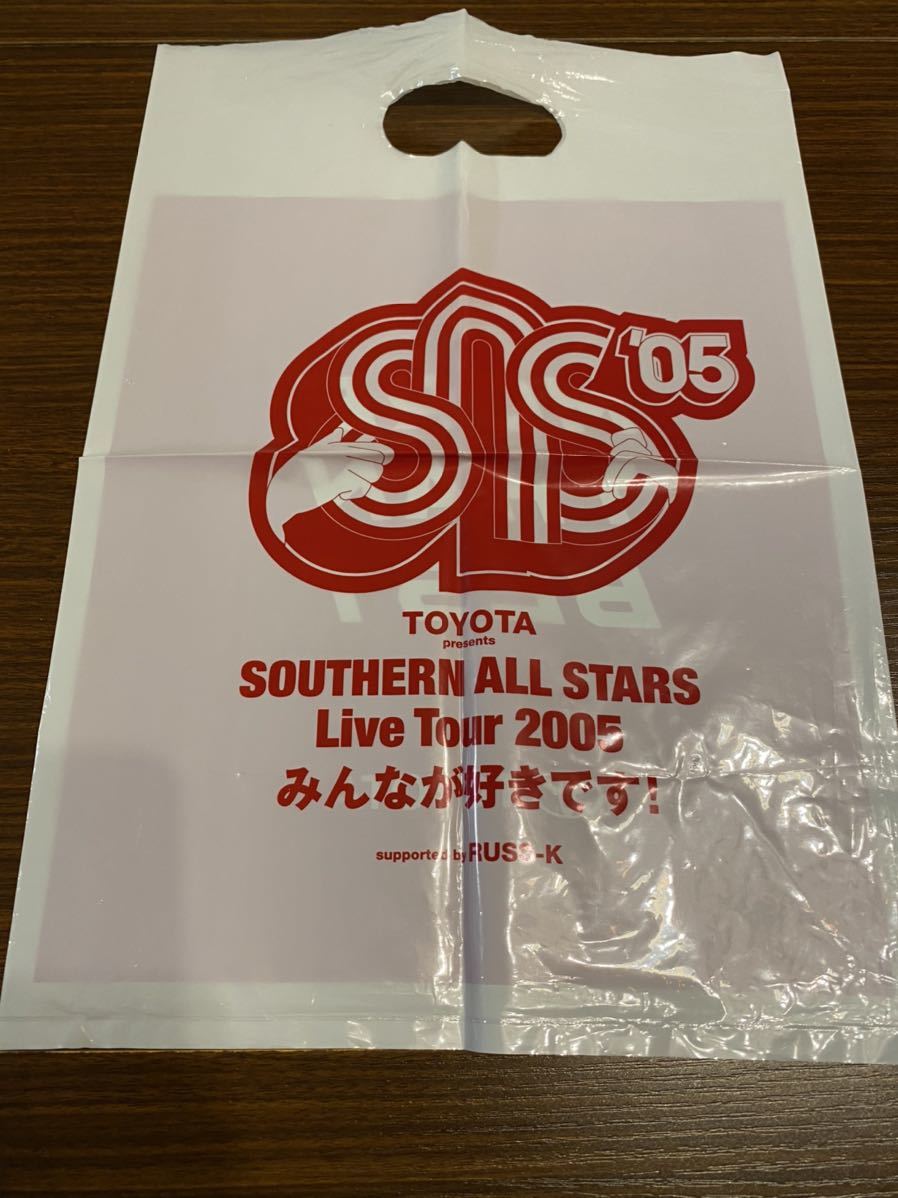 SAS '05
TOYOTA
presents
SOUTHERN ALL STARS
Live Tour 2005
みんなが好きです!
supported by RUSS-K